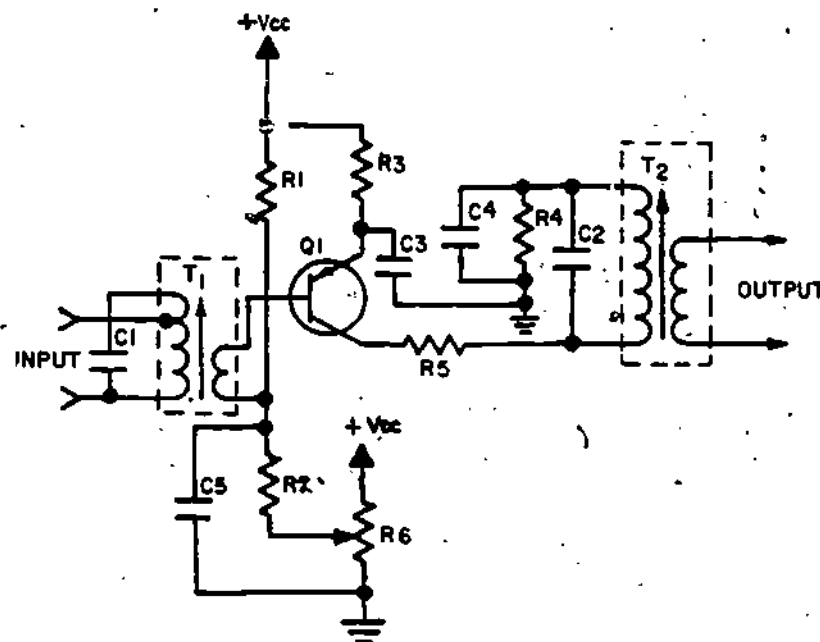 +Vcc
R1
R3
Q1
C3
C4
R4
C2
T2
T1
C1
INPUT
OUTPUT
R5
+Vcc
C5
R2
R6